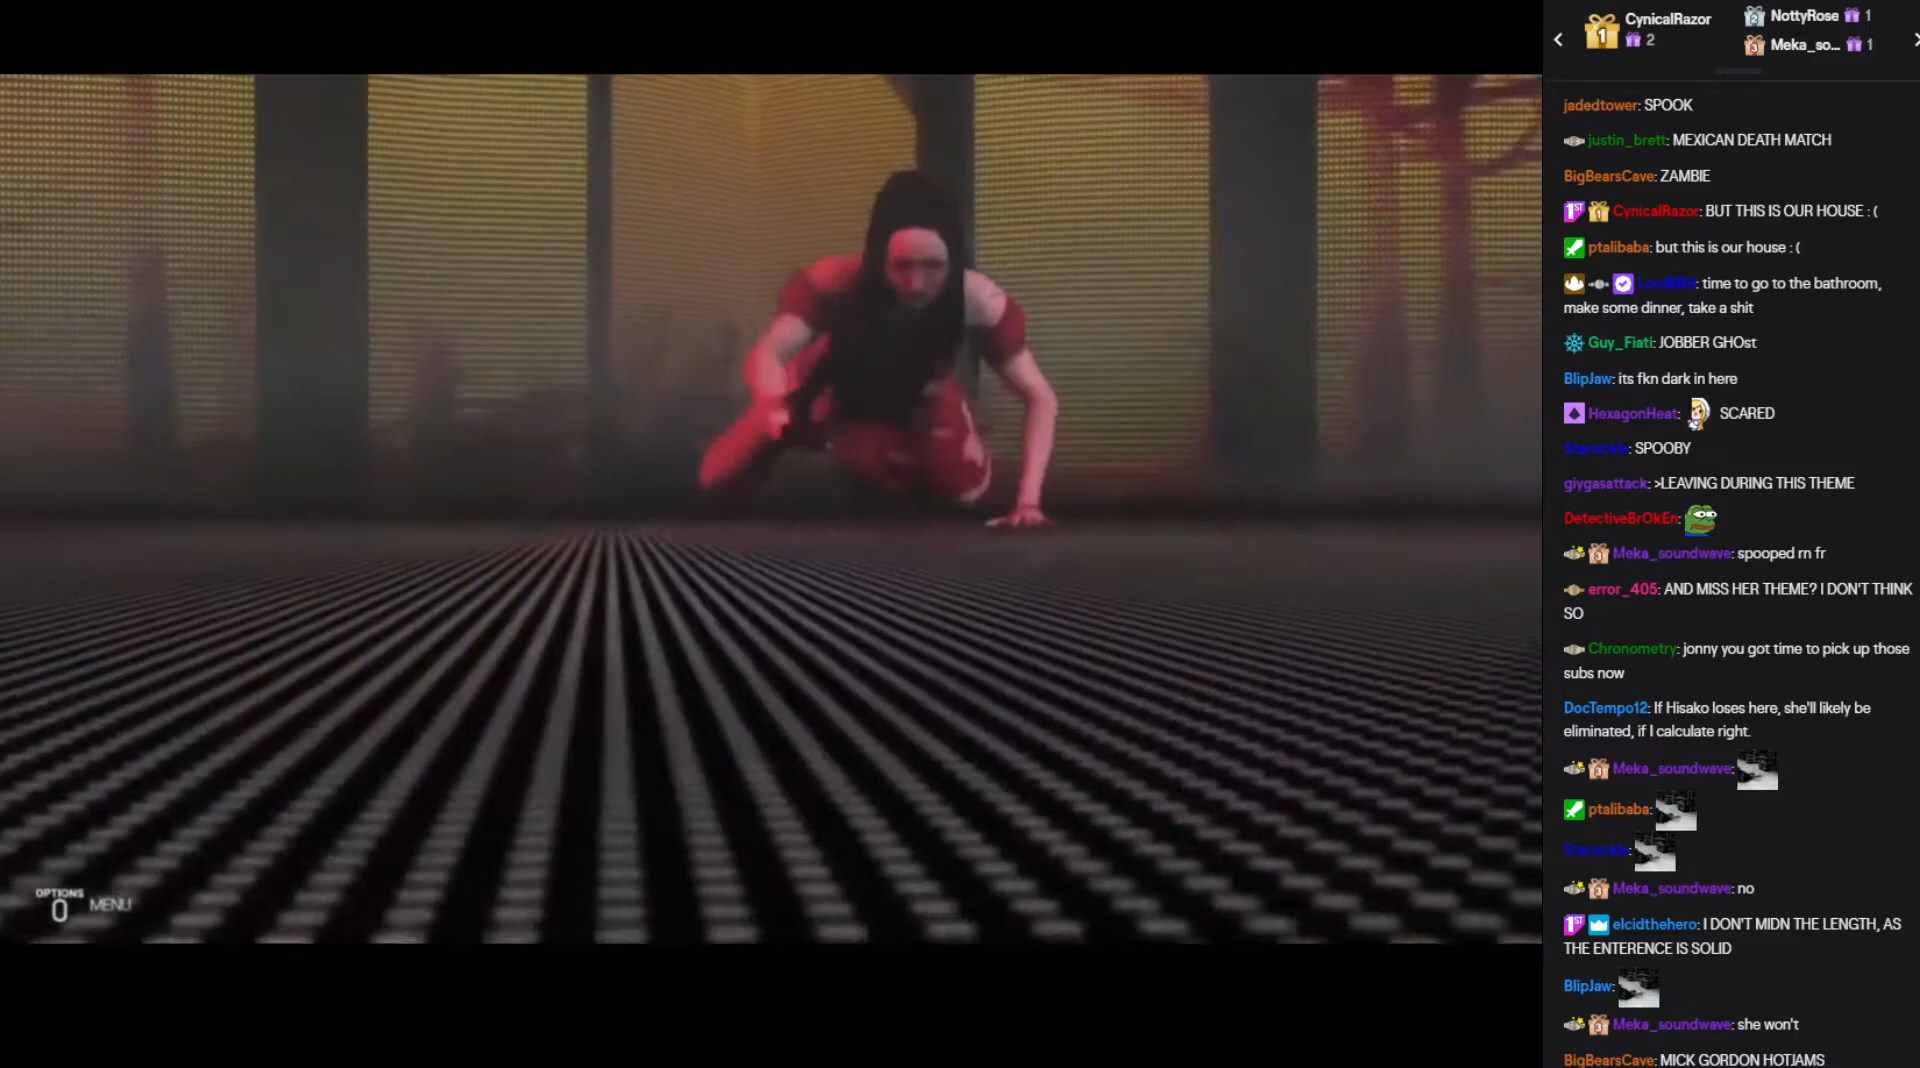 CynicalRazor
2
NottyRose 1
Meka_so... 1
jadedtower: SPOOK
justin_brett: MEXICAN DEATH MATCH
BigBearsCave: ZAMBIE
CynicalRazor: BUT THIS IS OUR HOUSE : (
ptalibaba: but this is our house : (
LordBBH: time to go to the bathroom,
make some dinner, take a shit
Guy_Fiati: JOBBER GHOst
BlipJaw: its fkn dark in here
HexagonHeat: SCARED
Starsickle: SPOOBY
giygasattack: >LEAVING DURING THIS THEME
DetectiveBrOkEn:
Meka_soundwave: spooped rn fr
error_405: AND MISS HER THEME? I DON'T THINK
SO
Chronometry: jonny you got time to pick up those
subs now
DocTempo12: If Hisako loses here, she'll likely be
eliminated, if I calculate right.
Meka_soundwave:
ptalibaba:
Starsickle:
Meka_soundwave: no
elcidthehero: I DON'T MIDN THE LENGTH, AS
THE ENTERENCE IS SOLID
BlipJaw:
Meka_soundwave: she won't
BigBearsCave: MICK GORDON HOTJAMS
OPTIONS
MENU